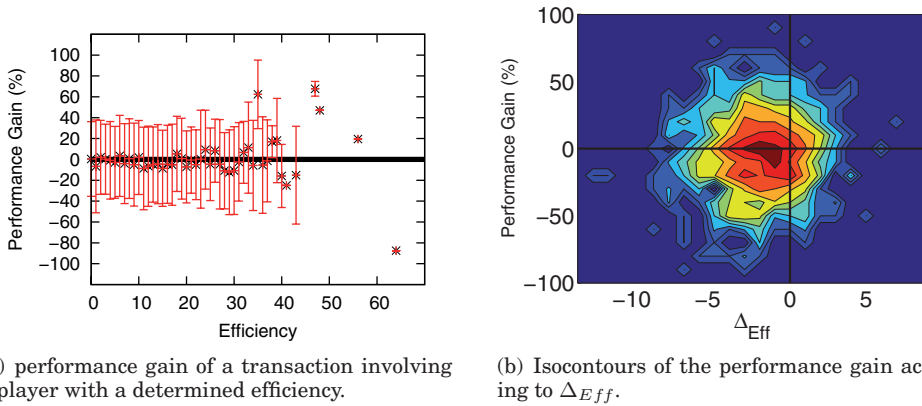 100
80
60
40
20
0
−20
−40
−60
−80
−100
Performance Gain (%)
0 10 20 30 40 50 60
Efficiency
100
50
0
−50
−100
Performance Gain (%)
−10 −5 0 5
Δ_Eff
) performance gain of a transaction involving
player with a determined efficiency.
(b) Isocontours of the performance gain ac
ing to Δ_Eff.